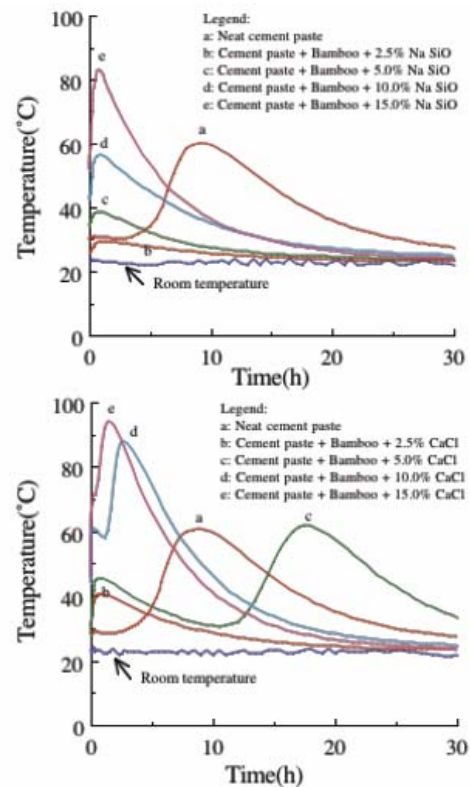 100
80
60
40
20
0
Temperature(°C)
Legend:
a: Neat cement paste
b: Cement paste + Bamboo + 2.5% Na SiO
c: Cement paste + Bamboo + 5.0% Na SiO
d: Cement paste + Bamboo + 10.0% Na SiO
e: Cement paste + Bamboo + 15.0% Na SiO
e
a
d
c
b
Room temperature
0 10 20 30
Time(h)
100
80
60
40
20
0
Temperature(°C)
Legend:
a: Neat cement paste
b: Cement paste + Bamboo + 2.5% CaCl
c: Cement paste + Bamboo + 5.0% CaCl
d: Cement paste + Bamboo + 10.0% CaCl
e: Cement paste + Bamboo + 15.0% CaCl
e
d
a
c
b
Room temperature
0 10 20 30
Time(h)